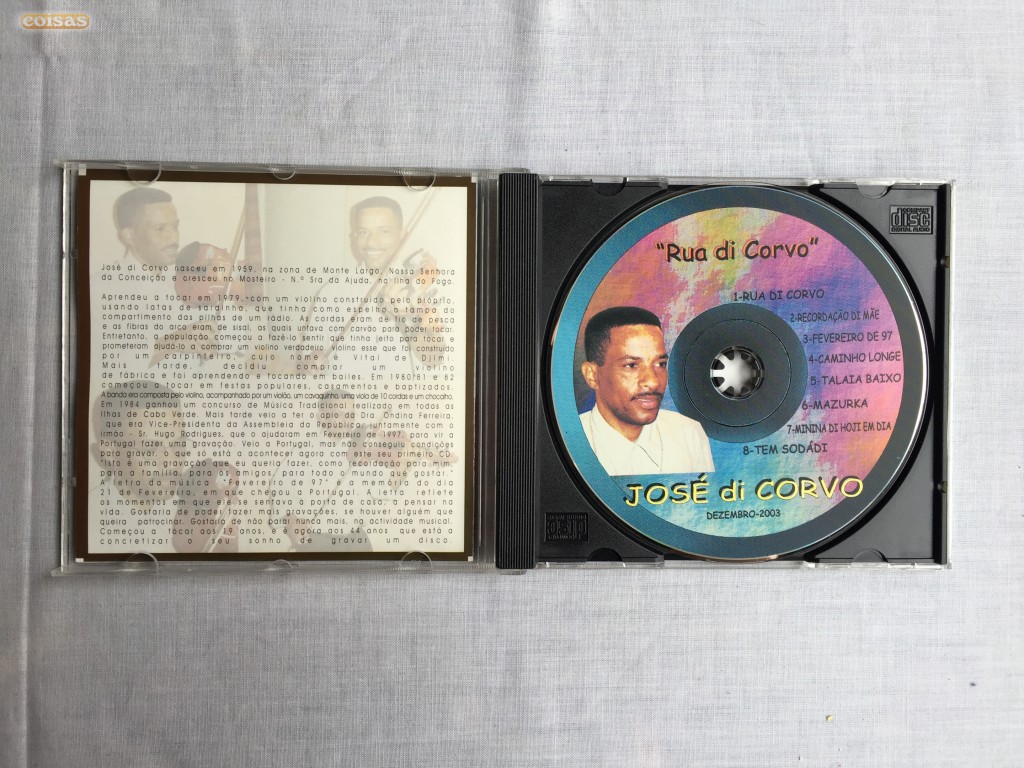 coisas
José di Corvo nasceu em 1959, na zona de Monte Largo, Nossa Senhora
da Conceição e cresceu no Mosteiro - N.ª Sra da Ajuda, na Ilha do Fogo.
Aprendeu a tocar em 1979, com um violino construído pelo próprio,
usando latas de sardinha, que tinha como espelho a tampa do
compartimento das pilhas de um rádio. As cordas eram de fio de pesca
e as fibras do arco eram de sisal, as quais untava com carvão para poder tocar.
Entretanto, a população começou a fazê-lo sentir que tinha jeito para tocar e
prometeram ajudá-lo a comprar um violino verdadeiro. Violino esse que foi construído
por um carpinteiro, cujo nome é Vital de Djimi.
Mais tarde, decidiu comprar um violino
de fábrica e foi aprendendo e tocando em bailes. Em 1980/81 e 82
começou a tocar em festas populares, casamentos e baptizados.
A banda era composta pelo violino, acompanhado por um violão, um cavaquinho, uma viola de 10 cordas e um chocalho.
Em 1984 ganhou um concurso de Música Tradicional realizado em todas as
Ilhas de Cabo Verde. Mais tarde veio a ter o apio da Dra. Ondina Ferreira,
que era Vice-Presidenta da Assembleia da Republica, juntamente com o
irmão - Sr. Hugo Rodrigues, que o ajudaram em Fevereiro de 1997, para vir a
Portugal fazer uma gravação. Veio a Portugal, mas não conseguiu condições
para gravar, o que só está a acontecer agora com este seu primeiro CD.
"Isto é uma gravação que eu queria fazer, como recordação para mim,
para a família, para os amigos, para todo o mundo que gostar."
A letra da música "Fevereiro de 97" é a memória do dia
21 de Fevereiro, em que chegou a Portugal. A letra reflete
os momentos em que ele se sentava à porta de casa, a pensar na
vida. Gostaria de poder fazer mais gravações, se houver alguém que
queira patrocinar. Gostaria de não parar nunca mais, na actividade musical.
Começou a tocar aos 19 anos, e é agora aos 44 anos que está a
concretizar o seu sonho de gravar um disco.
COMPACT
disc
DIGITAL AUDIO
"Rua di Corvo"
1-RUA DI CORVO
2-RECORDAÇÃO DI MÃE
3-FEVEREIRO DE 97
4-CAMINHO LONGE
5-TALAIA BAIXO
6-MAZURKA
7-MININA DI HOJI EM DIA
8-TEM SODÁDI
JOSÉ di CORVO
DEZEMBRO-2003